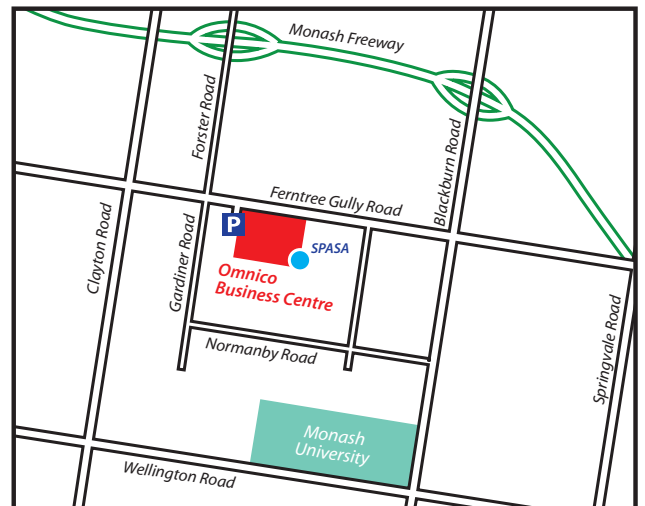 Monash Freeway
Forster Road
Blackburn Road
Ferntree Gully Road
Clayton Road
Gardiner Road
P
SPASA
Omnico
Business Centre
Springvale Road
Normanby Road
Monash
University
Wellington Road